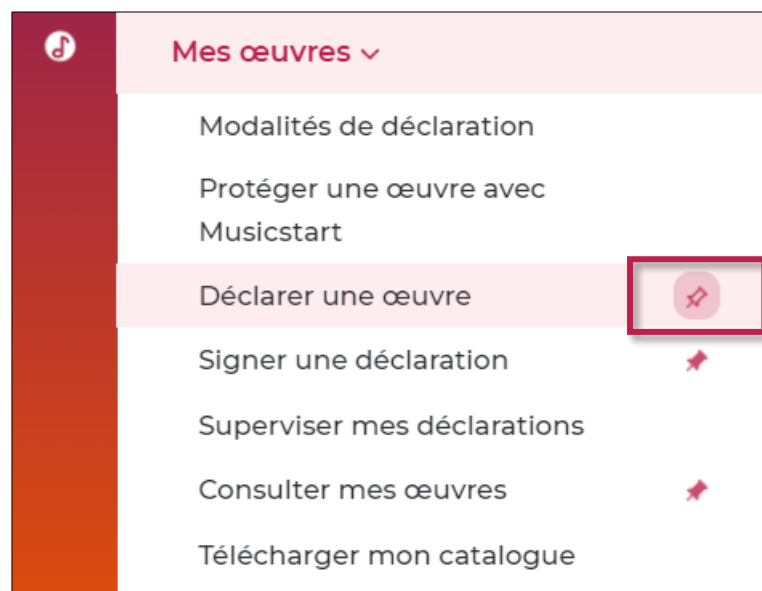 Mes œuvres
Modalités de déclaration
Protéger une œuvre avec
Musicstart
Déclarer une œuvre
Signer une déclaration
Superviser mes déclarations
Consulter mes œuvres
Télécharger mon catalogue